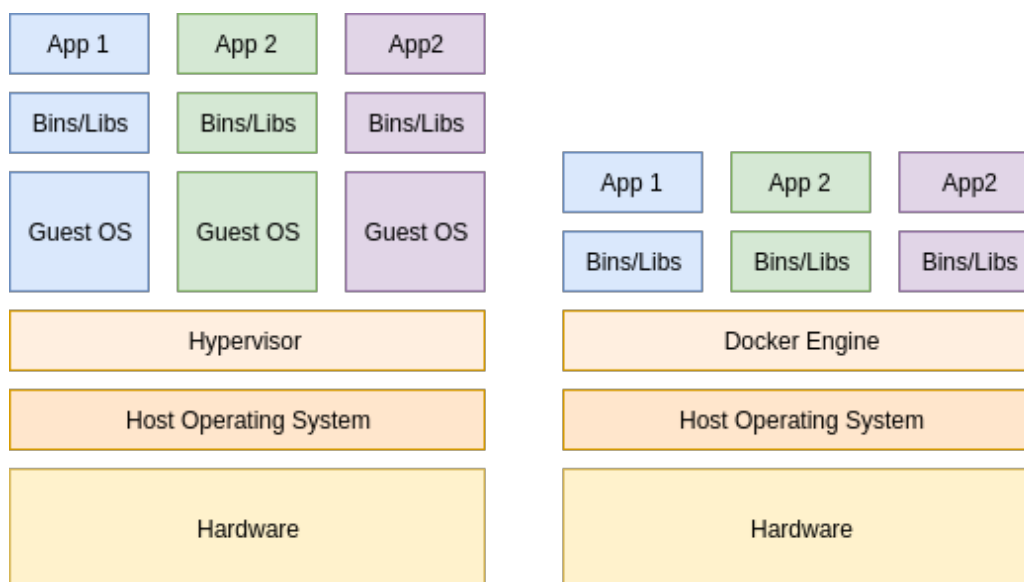 App 1
App 2
App2
Bins/Libs
Bins/Libs
Bins/Libs
Guest OS
Guest OS
Guest OS
Hypervisor
Host Operating System
Hardware
App 1
App 2
App2
Bins/Libs
Bins/Libs
Bins/Libs
Docker Engine
Host Operating System
Hardware